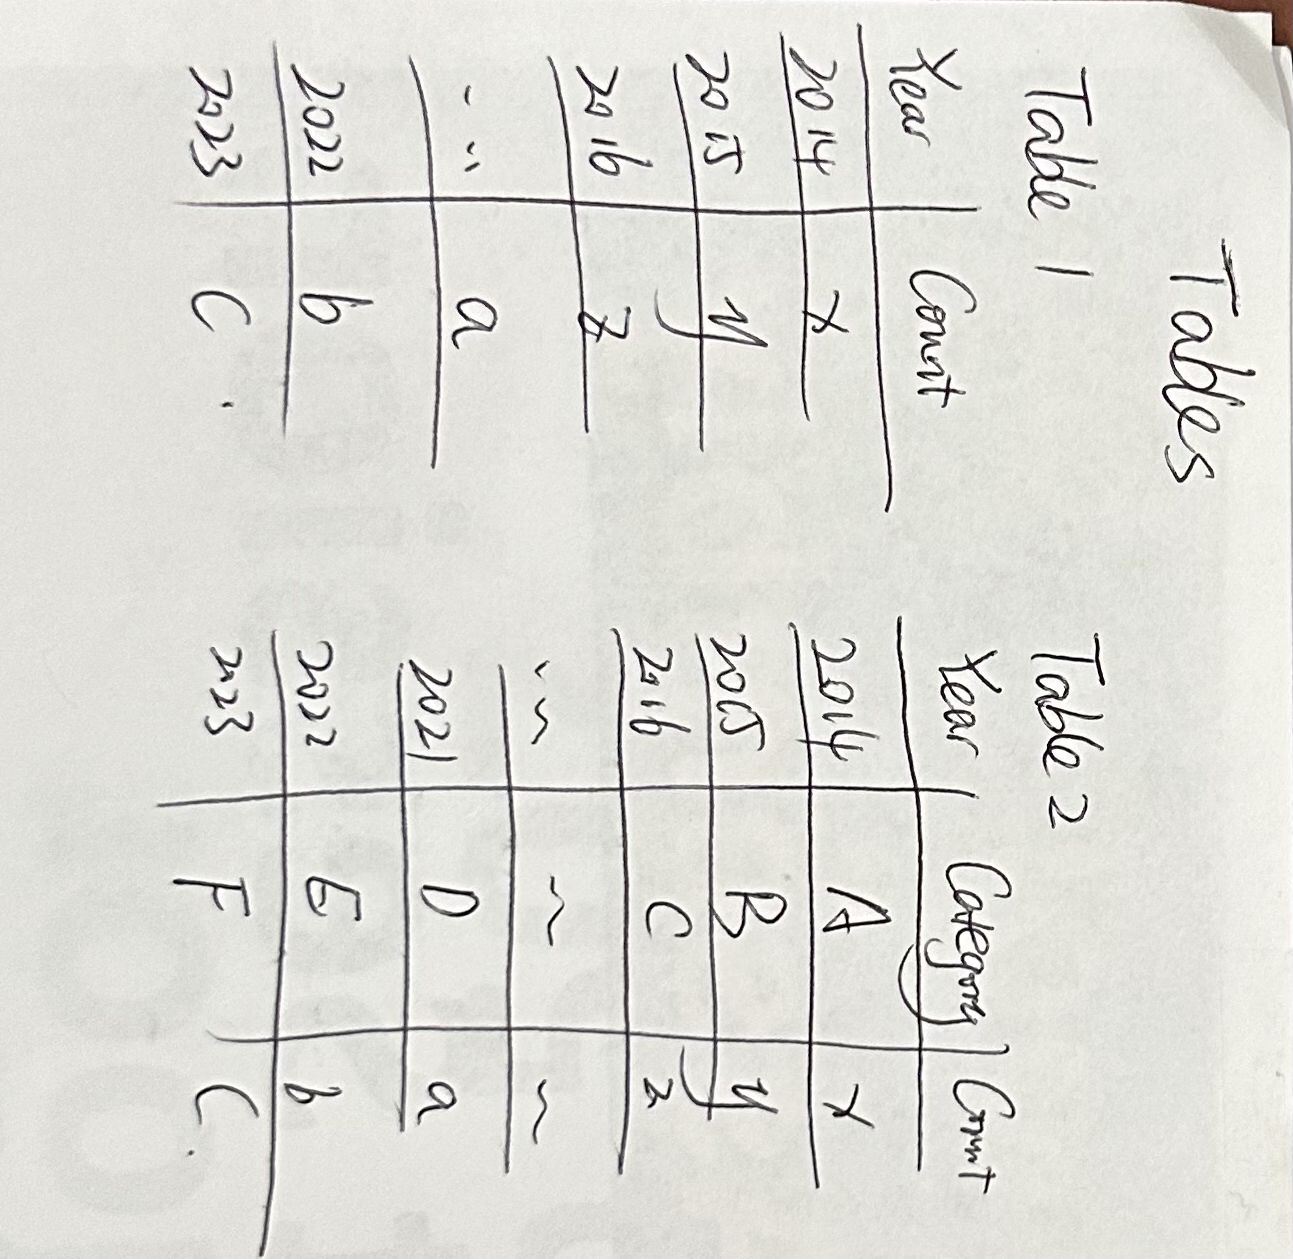 Tables
Table 1
Year Count
2014 x
2015 y
2016 z
... a
2022 b
2023 C
Table 2
Year Category Count
2014 A x
2015 B y
2016 C z
... ~ ~
2021 D a
2022 E b
2023 F C